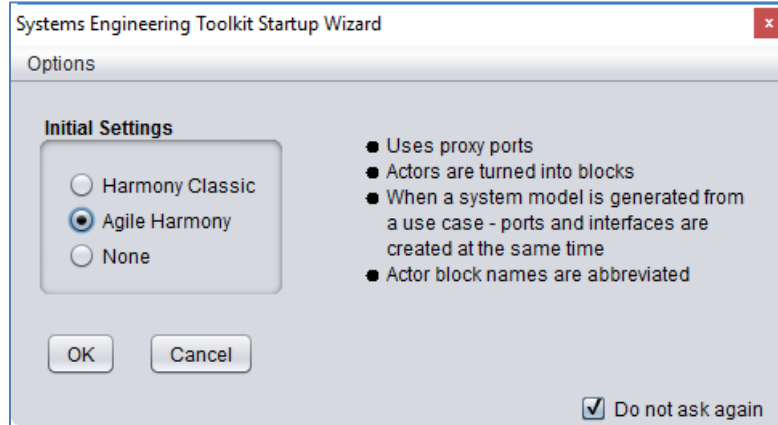 Systems Engineering Toolkit Startup Wizard
x
Options
Initial Settings
Harmony Classic
Agile Harmony
None
● Uses proxy ports
● Actors are turned into blocks
● When a system model is generated from
a use case - ports and interfaces are
created at the same time
● Actor block names are abbreviated
OK
Cancel
Do not ask again